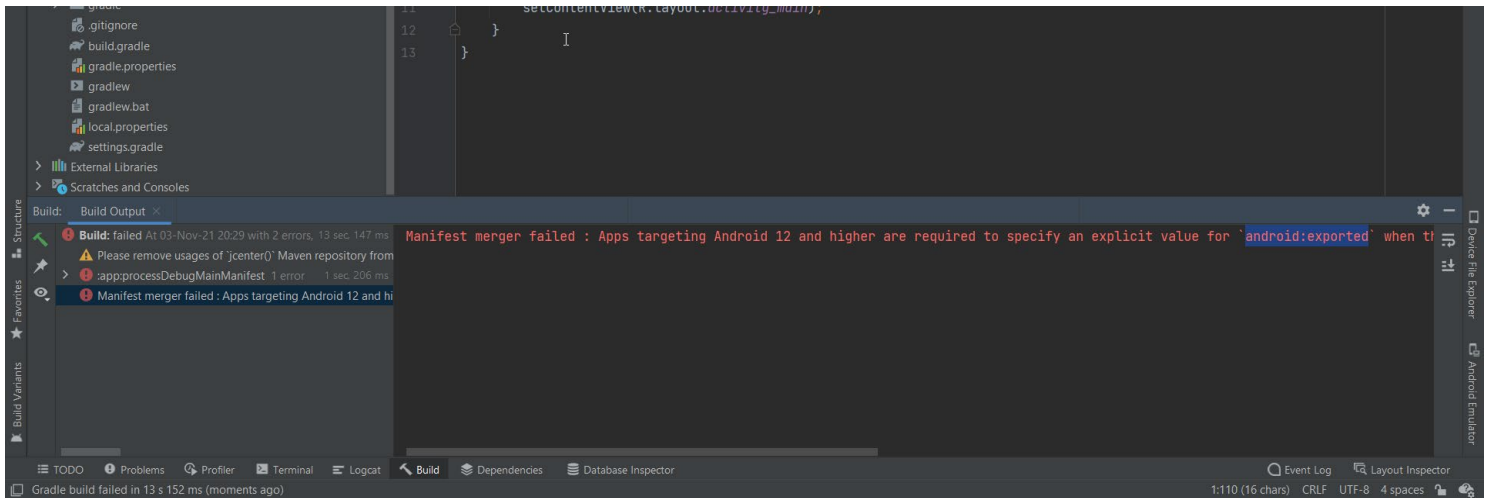 gradle
.gitignore
build.gradle
gradle.properties
gradlew
gradlew.bat
local.properties
settings.gradle
External Libraries
Scratches and Consoles
11 setContentView(R.layout.activity_main);
12 }
13 }
Structure
Favorites
Build Variants
Build: Build Output
Build: failed At 03-Nov-21 20:29 with 2 errors, 13 sec, 147 ms
Please remove usages of `jcenter()` Maven repository from
:app:processDebugMainManifest 1 error 1 sec, 206 ms
Manifest merger failed : Apps targeting Android 12 and hi
Manifest merger failed : Apps targeting Android 12 and higher are required to specify an explicit value for `android:exported` when th
Device File Explorer
Android Emulator
TODO Problems Profiler Terminal Logcat Build Dependencies Database Inspector Event Log Layout Inspector
Gradle build failed in 13 s 152 ms (moments ago) 1:110 (16 chars) CRLF UTF-8 4 spaces